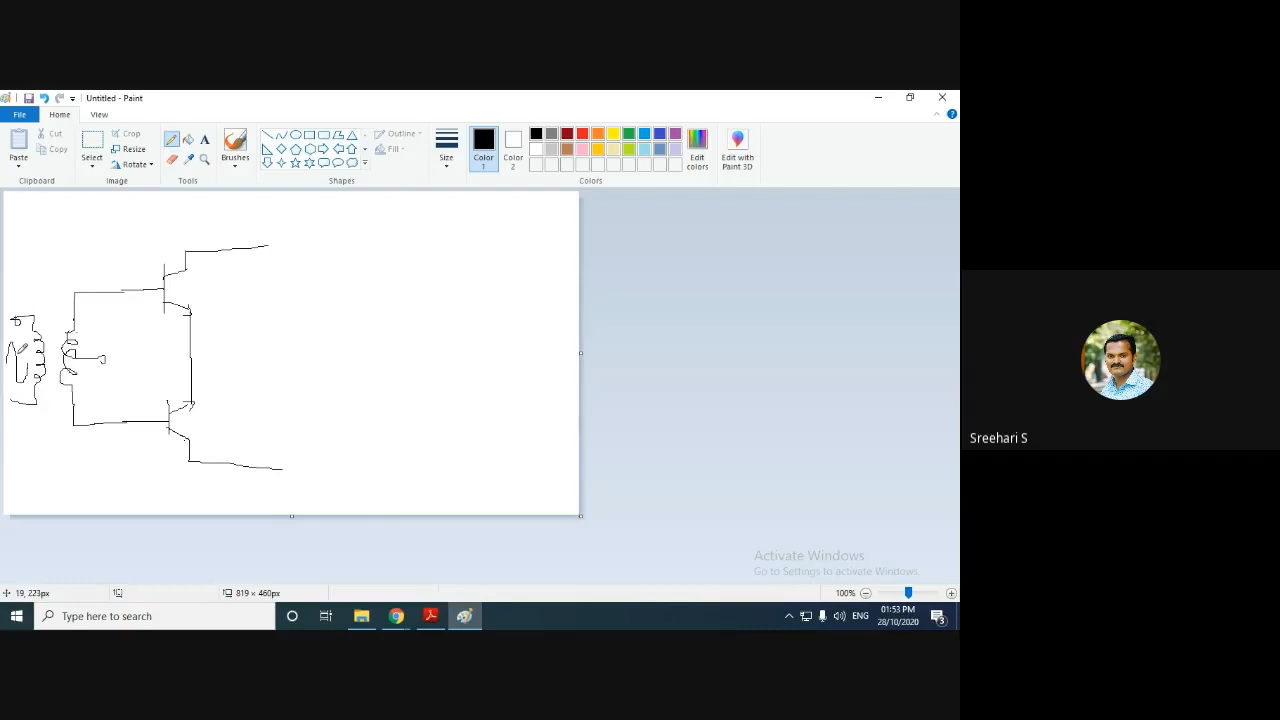 Untitled - Paint
File
Home
View
Paste
Cut
Copy
Clipboard
Select
Crop
Resize
Rotate
Image
Tools
Brushes
Shapes
Outline
Fill
Size
Color
1
Color
2
Colors
Edit
colors
Edit with
Paint 3D
Sreehari S
Activate Windows
Go to Settings to activate Windows.
19, 223px
819 × 460px
100%
Type here to search
ENG
01:53 PM
28/10/2020
3